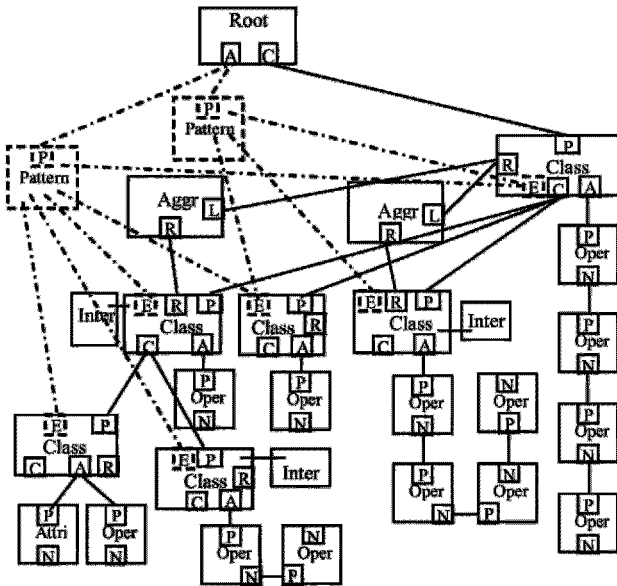 Root
A C
P
Pattern
P
Pattern
P
R Class
E C A
Aggr L
R
Aggr L
R
P
Oper
N
Inter
E R P
Class
C A
E P
R
Class
C A
E R P
Class
C A
Inter
P
Oper
N
P
Oper
N
P
Oper
N
P
Oper
N
N
Oper
P
E P
Class
C A R
E P
R
Class
C A
Inter
P
Oper
N
P
Oper
N
N
Oper
P
P
Attri
N
P
Oper
N
P
Oper
N
N
Oper
P
P
Oper
N